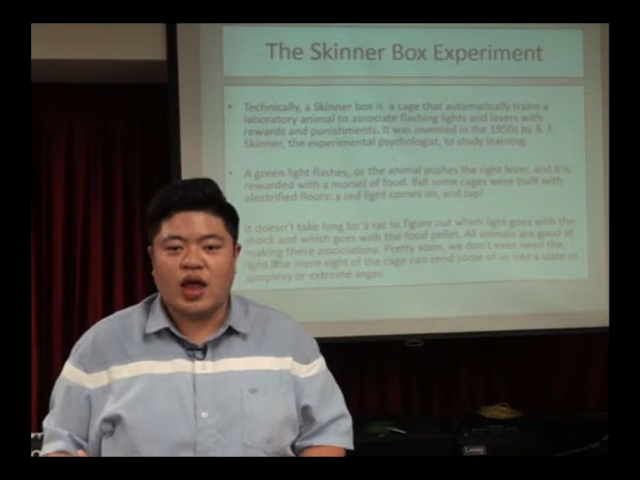 The Skinner Box Experiment
Technically, a Skinner box is a cage that automatically trains a
laboratory animal to associate flashing lights and levers with
rewards and punishments. It was invented in the 1950s by B. F.
Skinner, the experimental psychologist, to study learning.
A green light flashes, or the animal pushes the right lever, and it is
rewarded with a morsel of food. But some cages were built with
electrified floors: a red light comes on, and zap!
It doesn't take long for a rat to figure out which light goes with the
shock and which goes with the food pellet. All animals are good at
making these associations. Pretty soon, we don't even need the
light the mere sight of the cage can send some of us into a state of
apoplexy or extreme anger.
Laney